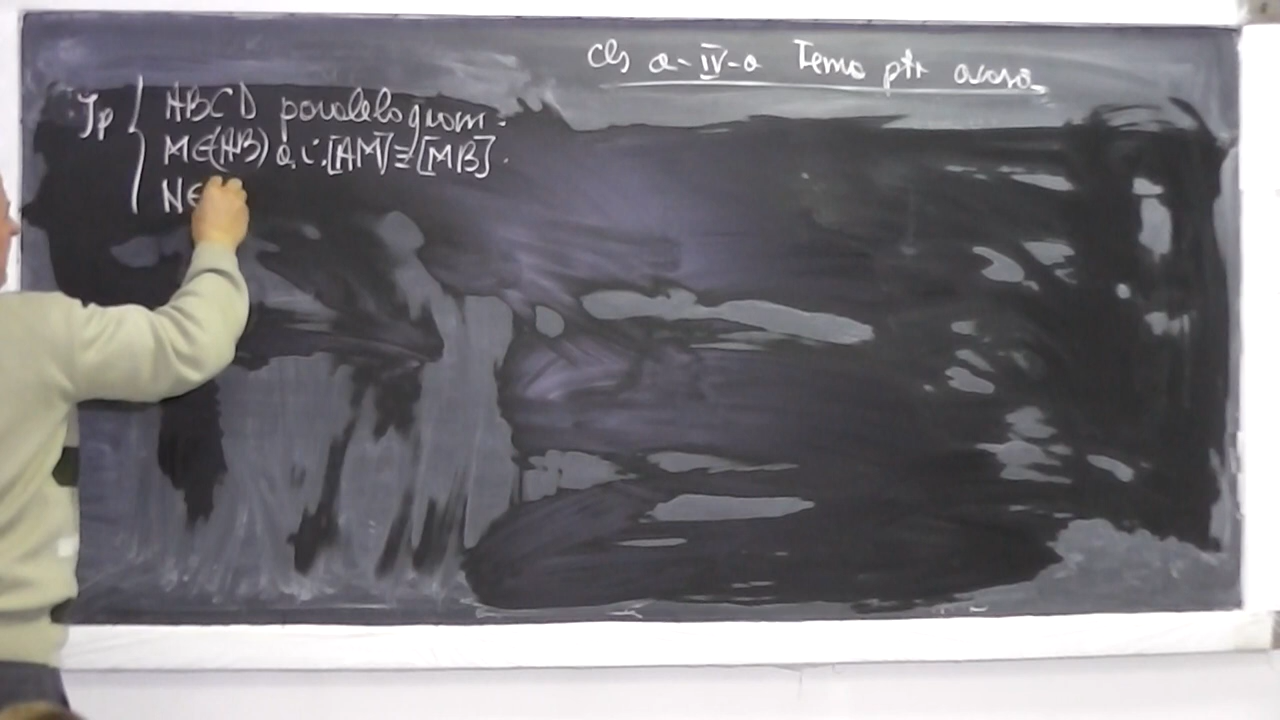 cls a-IV-a Tema ptr acasă
Ip { ABCD paralelogram.
M∈(AB) a.î. [AM]≡[MB].
N∈